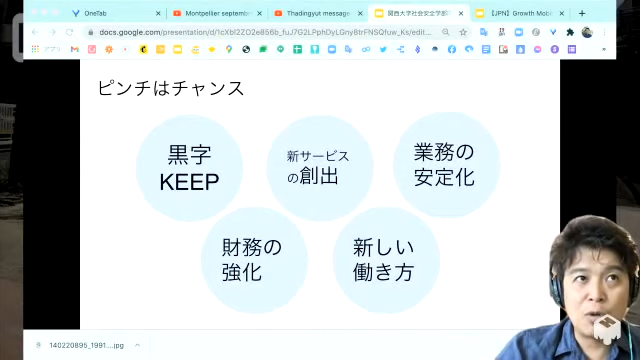 OneTab
Montpellier septemb
Thadingyut message
関西大学社会安全学部
【JPN】Growth Mob
docs.google.com/presentation/d/1cXbI2ZO2e856b_fuJ7G2LPphDyLGny8trFNSQfuw_Ks/edit...
アプリ
ピンチはチャンス
黒字
KEEP
新サービス
の創出
業務の
安定化
財務の
強化
新しい
働き方
140220895_1991....jpg